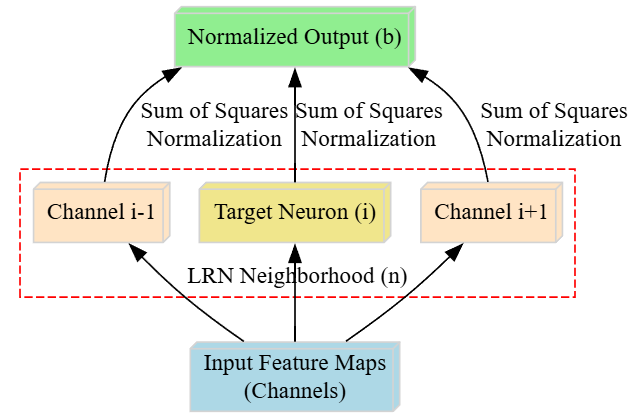 Normalized Output (b)
Sum of Squares
Normalization
Sum of Squares
Normalization
Sum of Squares
Normalization
Channel i-1
Target Neuron (i)
Channel i+1
LRN Neighborhood (n)
Input Feature Maps
(Channels)